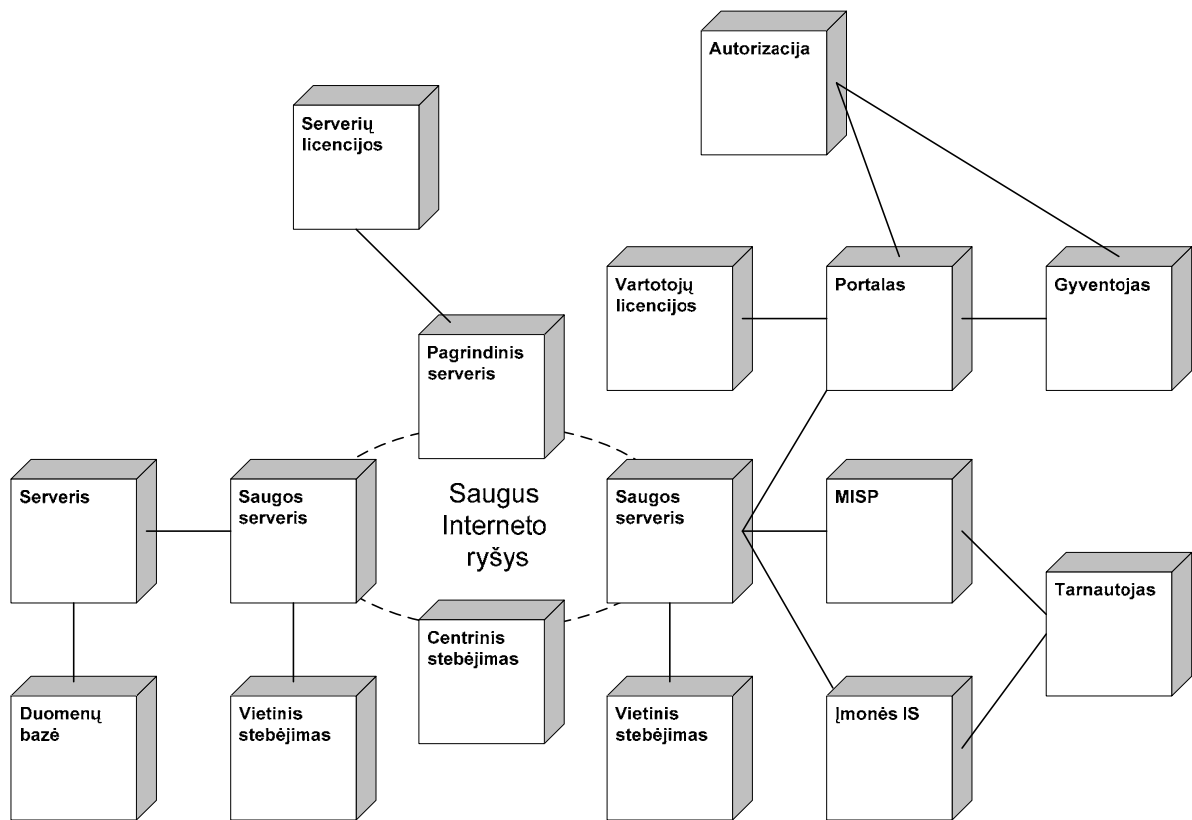 Autorizacija
Serverių
licencijos
Vartotojų
licencijos
Portalas
Gyventojas
Pagrindinis
serveris
Serveris
Saugos
serveris
Saugus
Interneto
ryšys
Saugos
serveris
MISP
Tarnautojas
Centrinis
stebėjimas
Duomenų
bazė
Vietinis
stebėjimas
Vietinis
stebėjimas
Įmonės IS